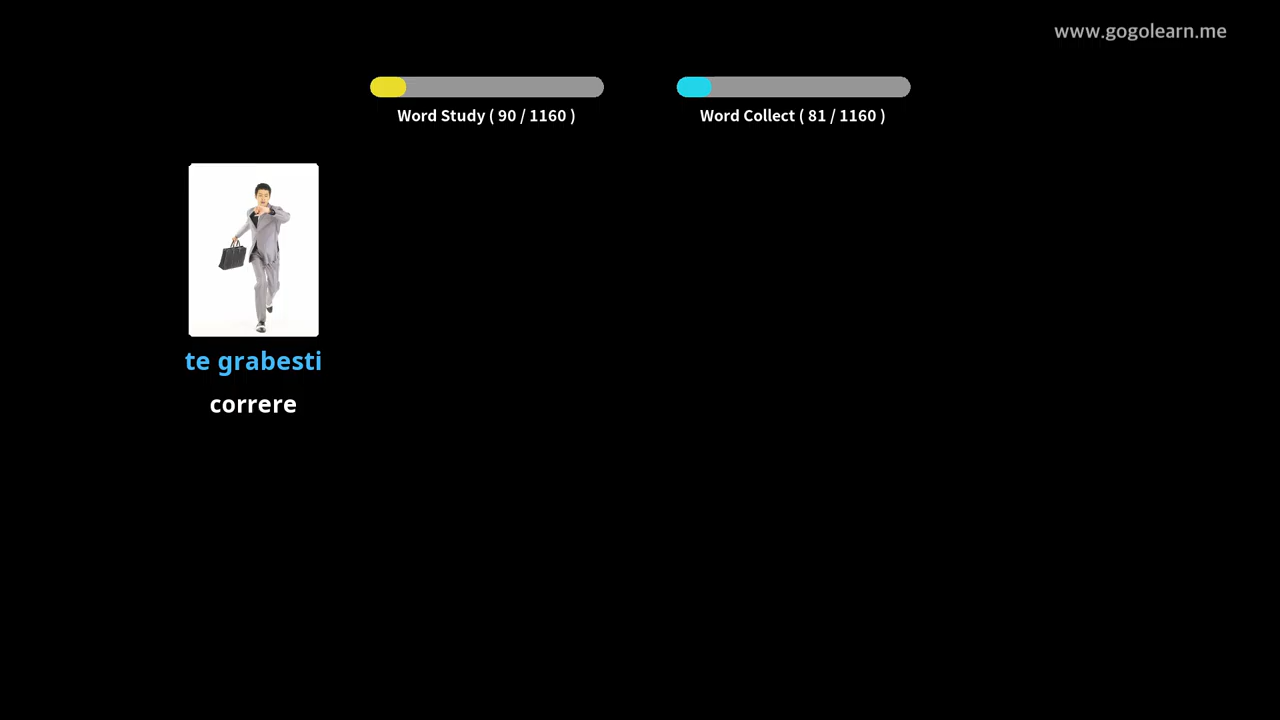 www.gogolearn.me
Word Study ( 90 / 1160 )
Word Collect ( 81 / 1160 )
te grabesti
correre